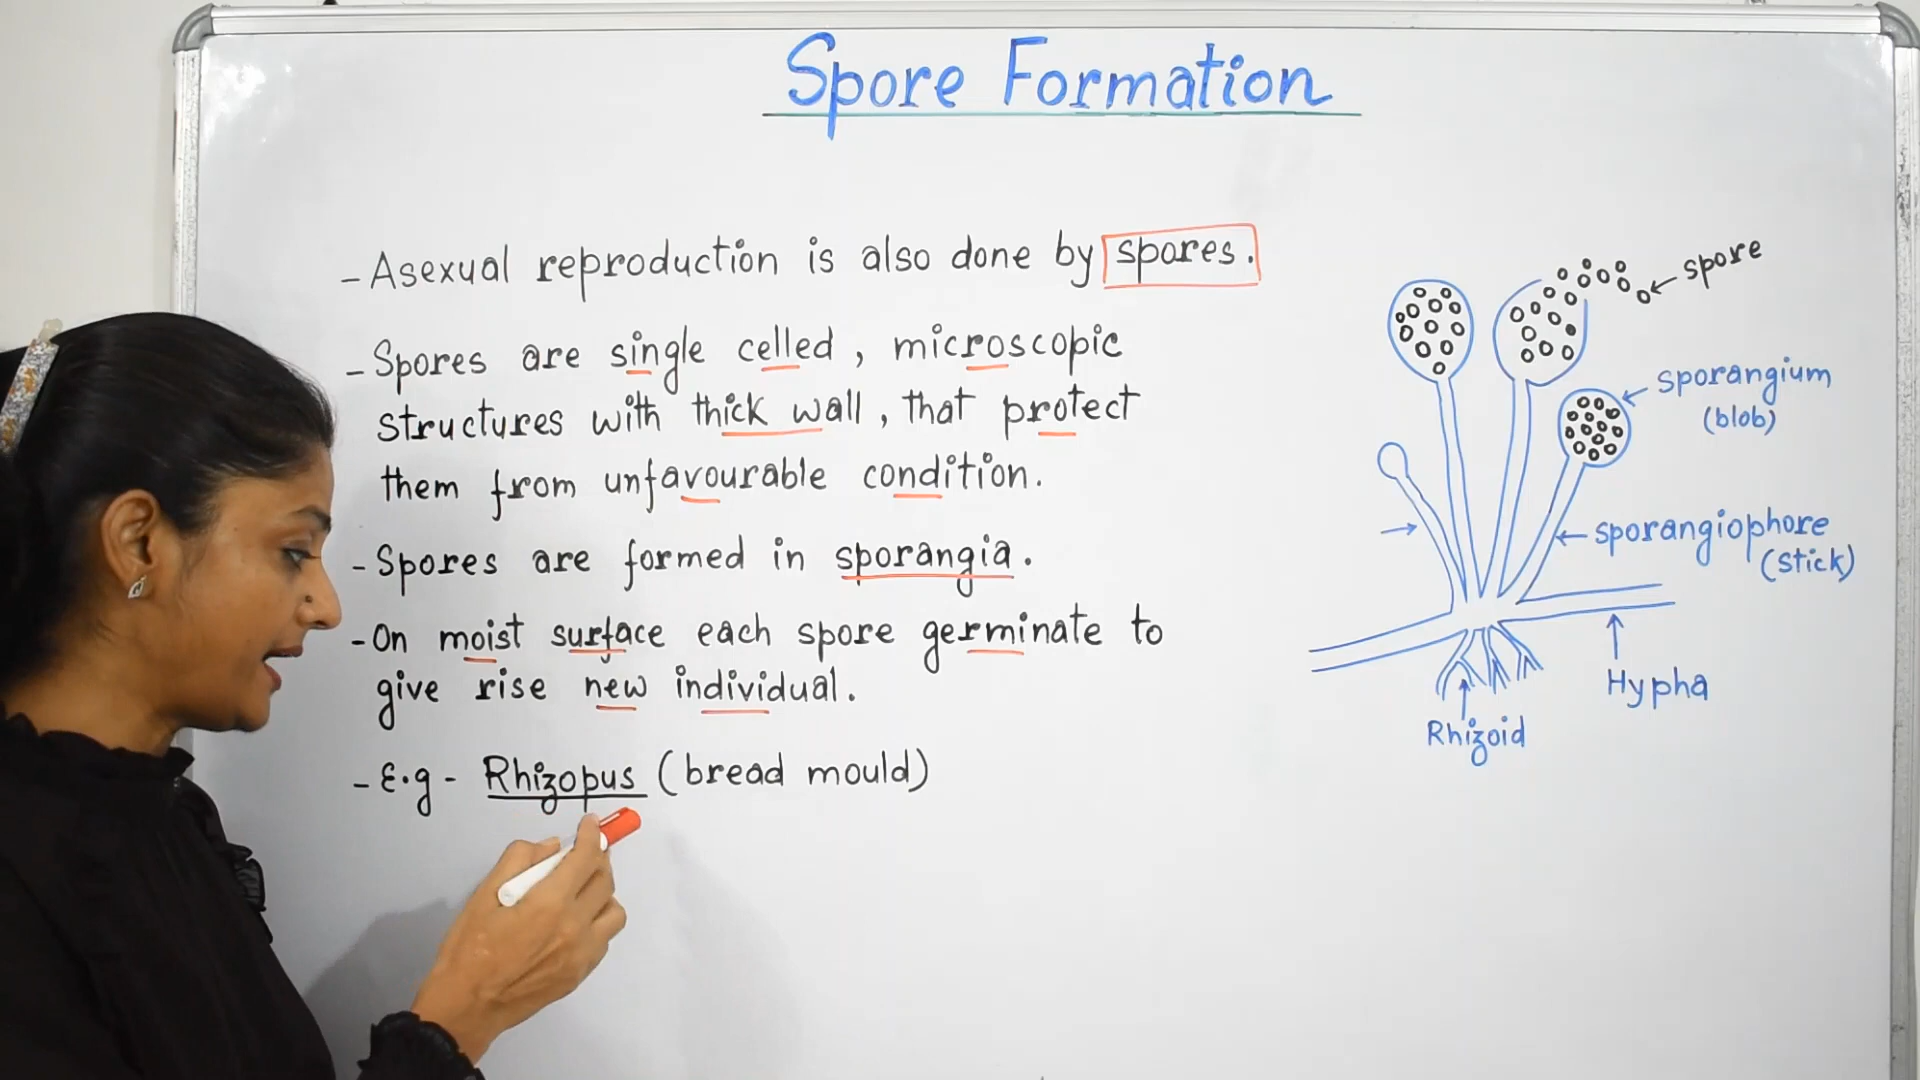 Spore Formation
- Asexual reproduction is also done by spores.
- Spores are single celled, microscopic
structures with thick wall, that protect
them from unfavourable condition.
- Spores are formed in sporangia.
- On moist surface each spore germinate to
give rise new individual.
- E.g - Rhizopus (bread mould)
spore
sporangium
(blob)
sporangiophore
(stick)
Hypha
Rhizoid